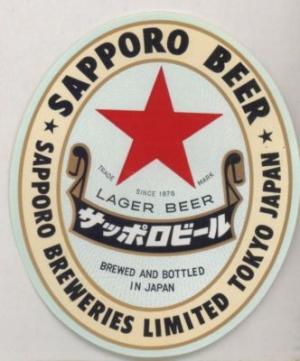 SAPPORO BEER
TRADE MARK
SINCE 1876
LAGER BEER
サッポロビール
BREWED AND BOTTLED
IN JAPAN
SAPPORO BREWERIES LIMITED TOKYO JAPAN